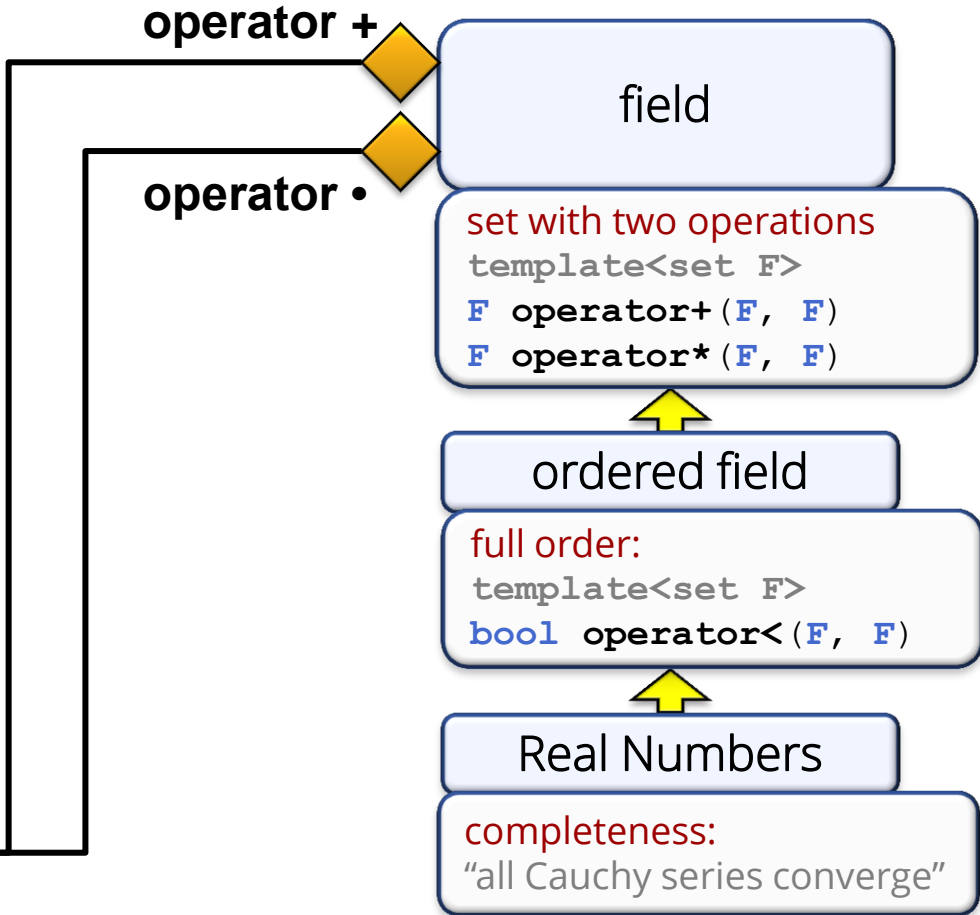 operator +
field
operator •
set with two operations
template<set F>
F operator+(F, F)
F operator*(F, F)
ordered field
full order:
template<set F>
bool operator<(F, F)
Real Numbers
completeness:
“all Cauchy series converge”